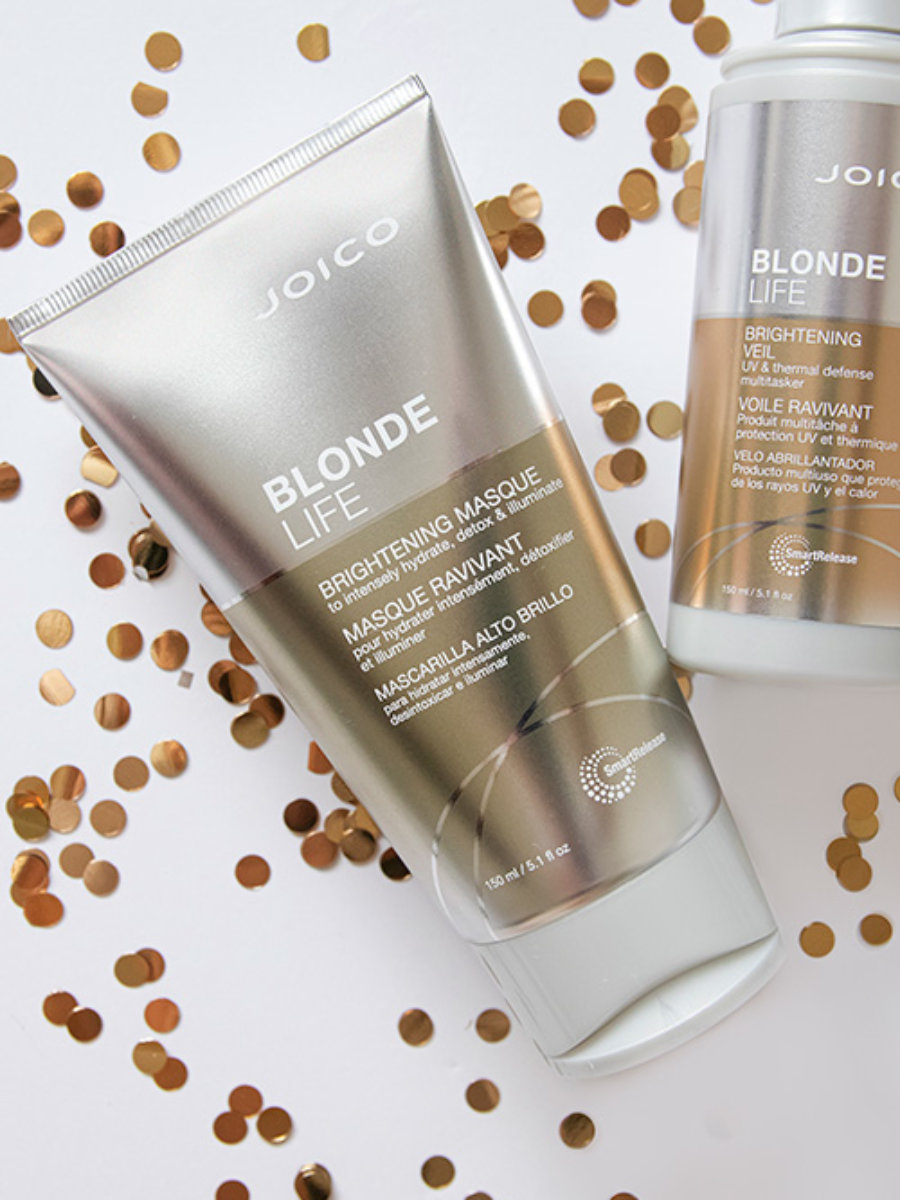 JOICO
BLONDE
LIFE
BRIGHTENING MASQUE
to intensely hydrate, detox & illuminate
MASQUE RAVIVANT
pour hydrater intensément, détoxifier
et illuminer
MASCARILLA ALTO BRILLO
para hidratar intensamente,
desintoxicar e iluminar
SmartRelease
150 ml / 5.1 fl oz
JOIC
BLONDE
LIFE
BRIGHTENING
VEIL
UV & thermal defense
multitasker
VOILE RAVIVANT
Produit multitâche à
protection UV et thermique
VELO ABRILLANTADOR
Producto multiuso que proteg
de los rayos UV y el calor
SmartRelease
150 ml / 5.1 fl oz